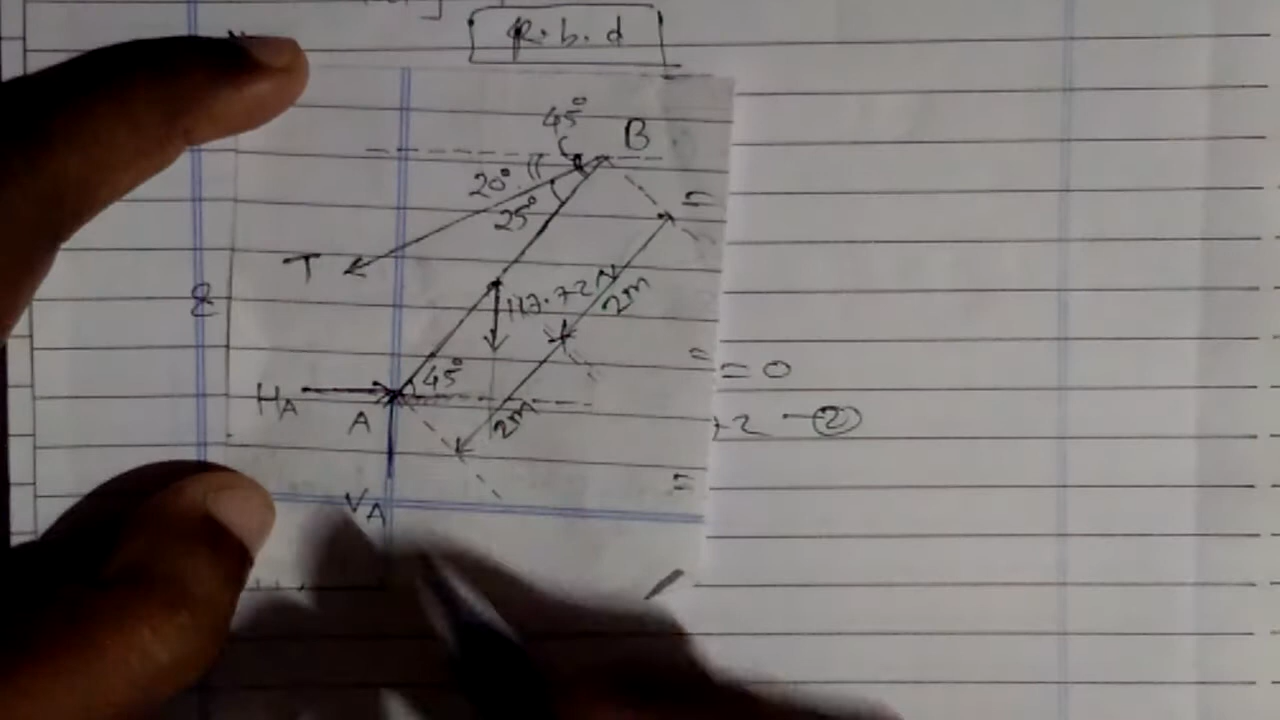 F.b.d
45°
B
20°
25°
=
T
117.72N
2m
Σ
=
= 0
45°
HA
A
2m
+2 — ②
=
VA